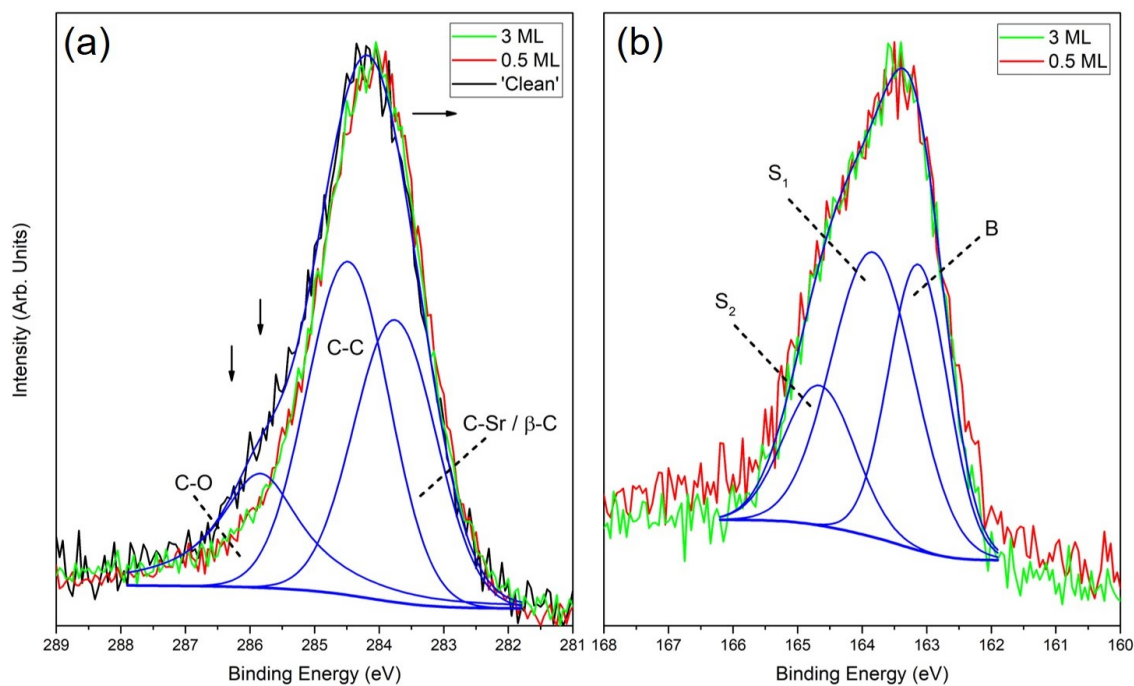 (a)
3 ML
0.5 ML
'Clean'
C-C
C-Sr / β-C
C-O
Intensity (Arb. Units)
289 288 287 286 285 284 283 282 281
Binding Energy (eV)
(b)
3 ML
0.5 ML
S1
B
S2
168 167 166 165 164 163 162 161 160
Binding Energy (eV)